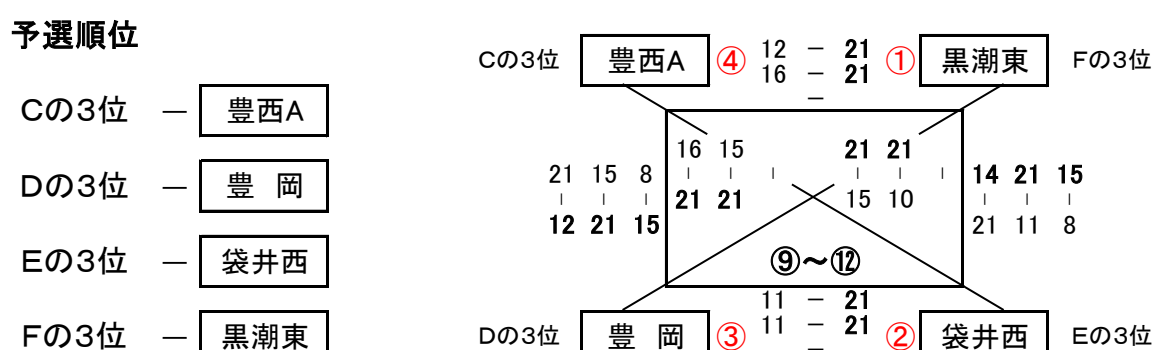 予選順位
Cの3位 － 豊西A
Dの3位 － 豊 岡
Eの3位 － 袋井西
Fの3位 － 黒潮東
Cの3位 豊西A ④ 12 － 21 ① 黒潮東 Fの3位
16 － 21
－
16 15 21 21
21 15 8 － － － － － － 14 21 15
－ － － 21 21 15 10 － － －
12 21 15 21 11 8
⑨～⑫
11 － 21
Dの3位 豊 岡 ③ 11 － 21 ② 袋井西 Eの3位
－